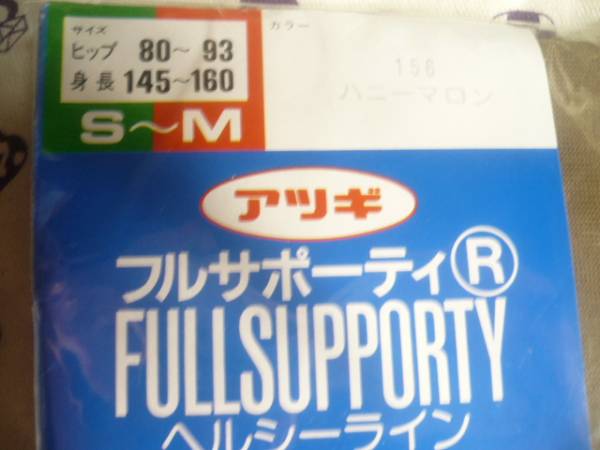 サイズ
ヒップ 80～93
身長 145～160
S～M
カラー
156
ハニーマロン
アツギ
フルサポーティ®
FULLSUPPORTY
ヘルシーライン